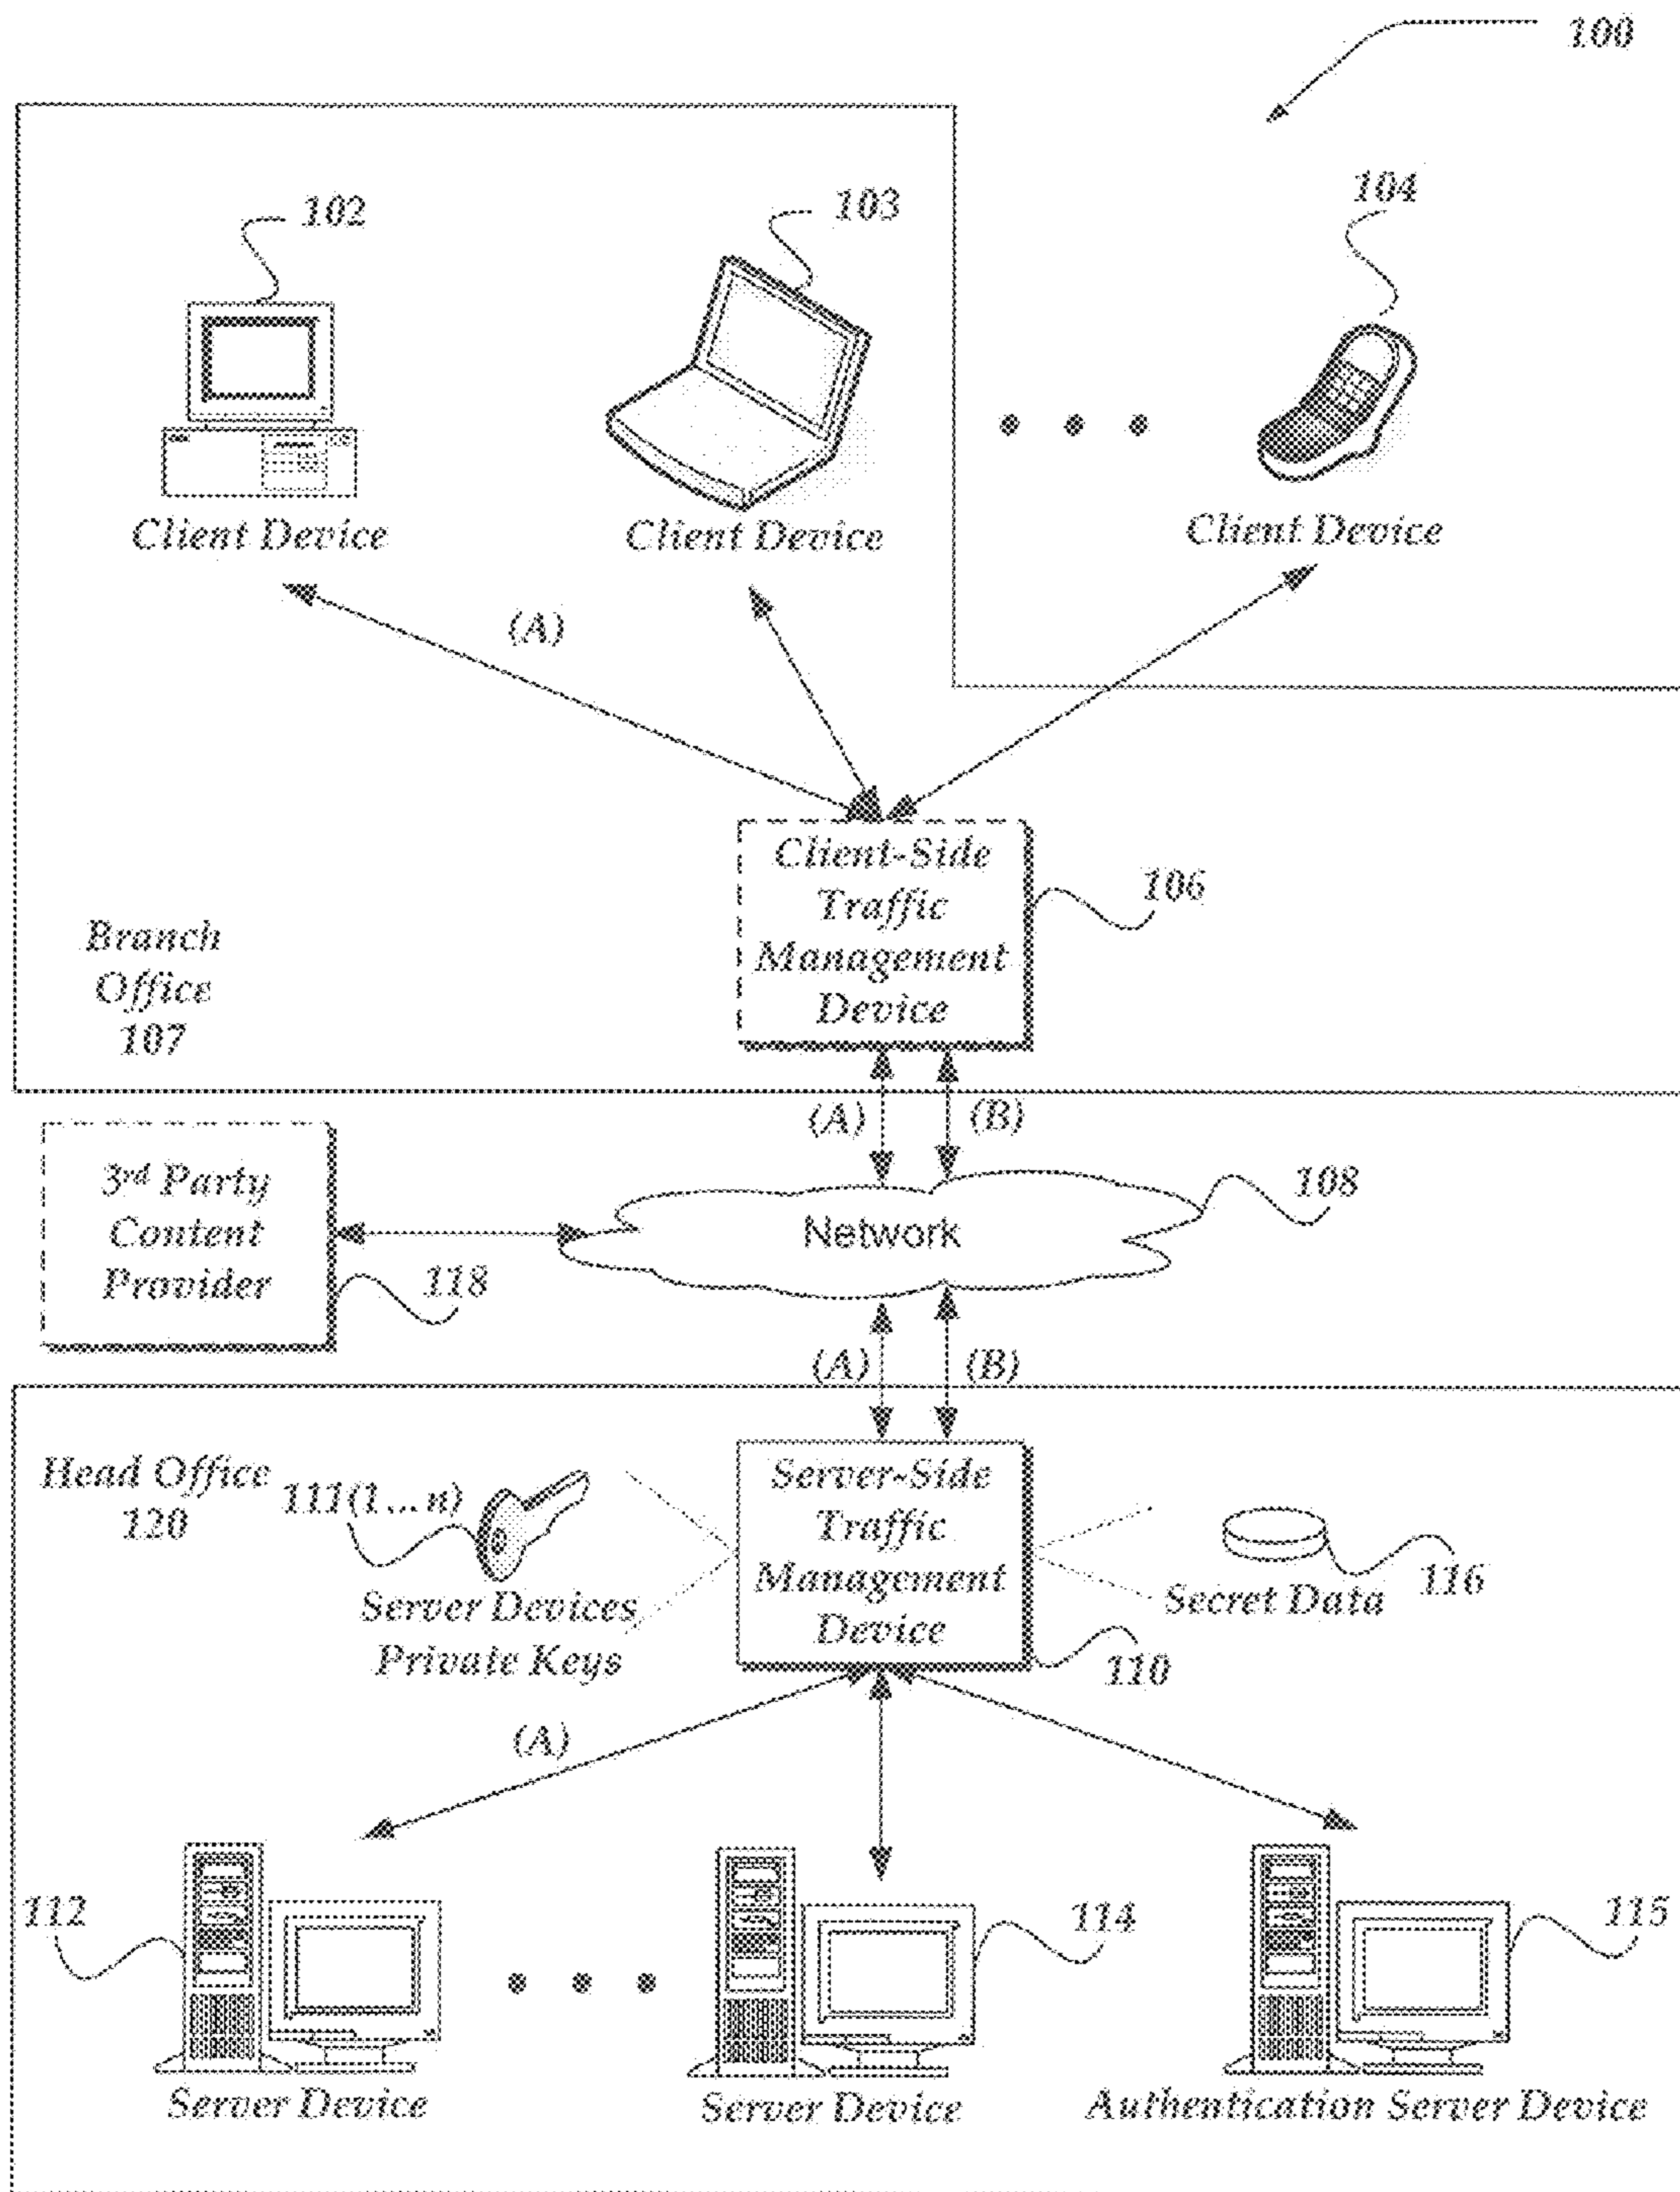 100
102
103
104
Client Device
Client Device
Client Device
(A)
Client-Side
Traffic
Management
Device
106
Branch
Office
107
(A)
(B)
3rd Party
Content
Provider
118
Network
108
(A)
(B)
Head Office
120
111(1...n)
Server Devices
Private Keys
Server-Side
Traffic
Management
Device
110
Secret Data
116
(A)
112
114
115
Server Device
Server Device
Authentication Server Device